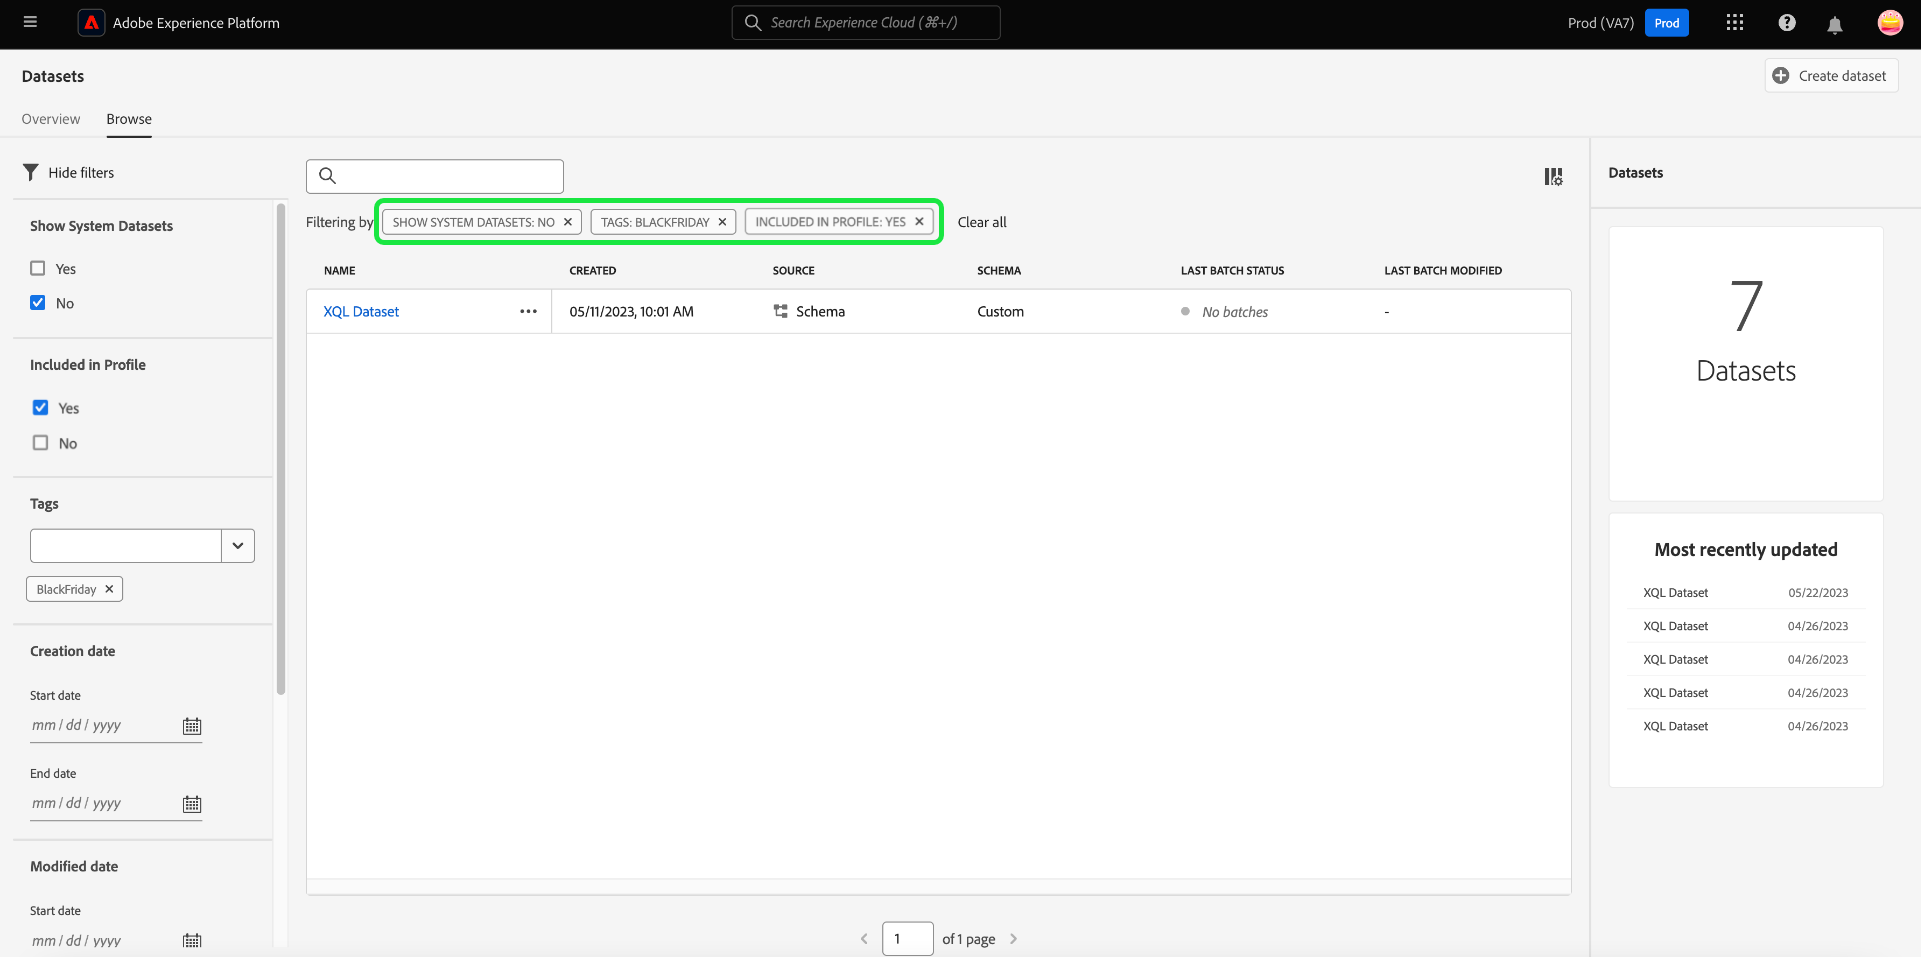 Adobe Experience Platform
Search Experience Cloud (⌘+/)
Prod (VA7)
Prod
Datasets
Create dataset
Overview
Browse
Hide filters
Show System Datasets
Yes
No
Included in Profile
Yes
No
Tags
BlackFriday
Creation date
Start date
mm / dd / yyyy
End date
mm / dd / yyyy
Modified date
Start date
mm / dd / yyyy
Filtering by SHOW SYSTEM DATASETS: NO TAGS: BLACKFRIDAY INCLUDED IN PROFILE: YES Clear all
NAME CREATED SOURCE SCHEMA LAST BATCH STATUS LAST BATCH MODIFIED
XQL Dataset ••• 05/11/2023, 10:01 AM Schema Custom No batches -
1 of 1 page
Datasets
7
Datasets
Most recently updated
XQL Dataset 05/22/2023
XQL Dataset 04/26/2023
XQL Dataset 04/26/2023
XQL Dataset 04/26/2023
XQL Dataset 04/26/2023